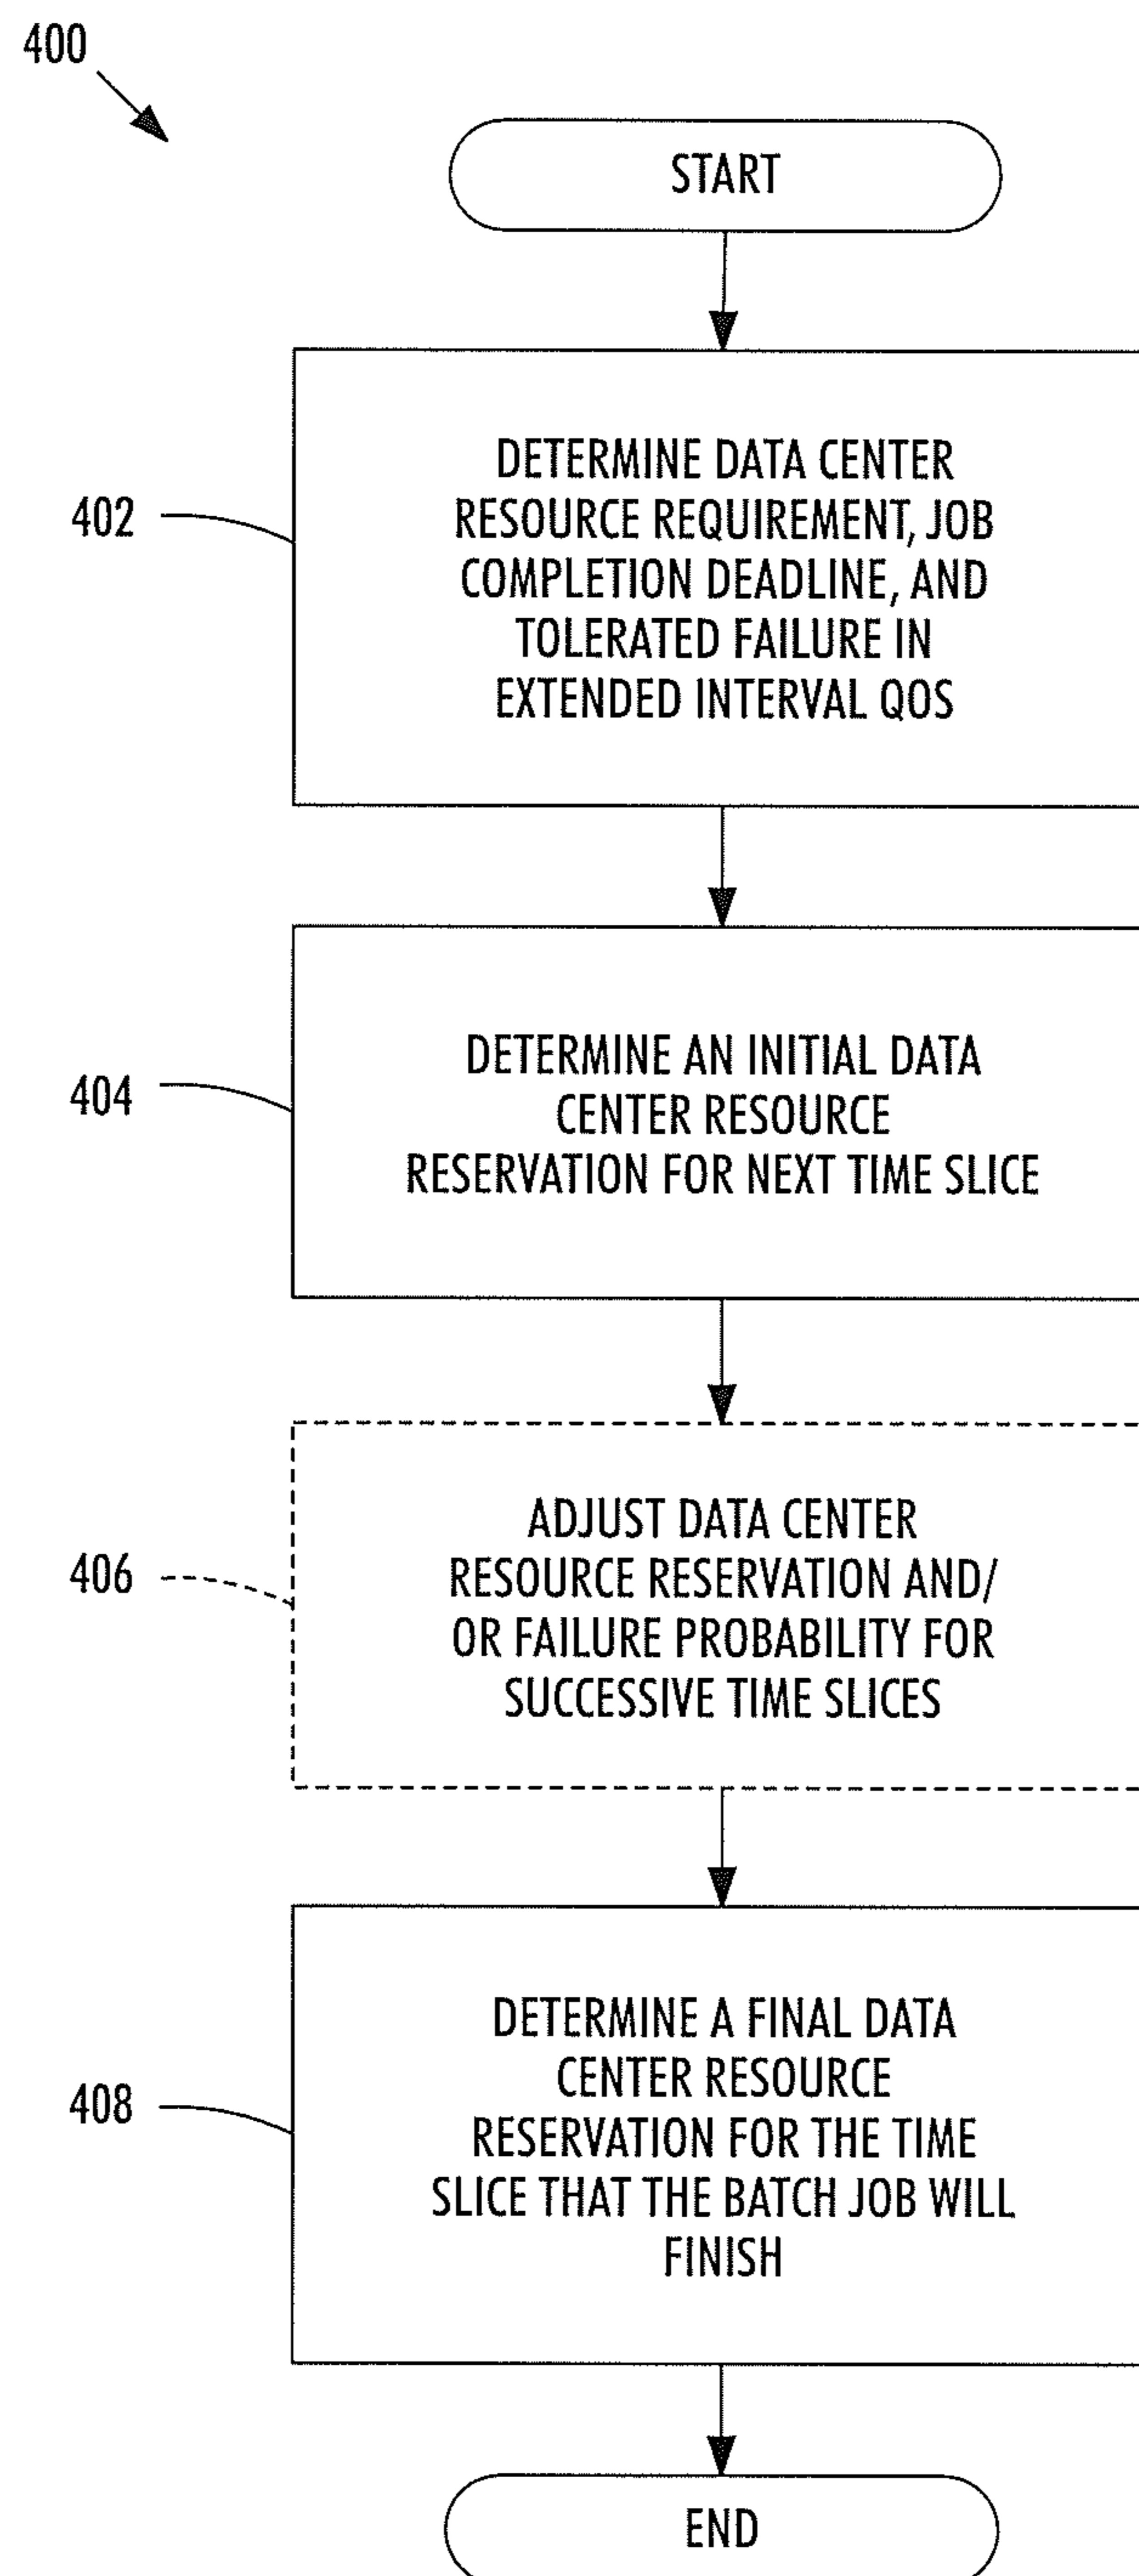 400
START
402
DETERMINE DATA CENTER
RESOURCE REQUIREMENT, JOB
COMPLETION DEADLINE, AND
TOLERATED FAILURE IN
EXTENDED INTERVAL QOS
404
DETERMINE AN INITIAL DATA
CENTER RESOURCE
RESERVATION FOR NEXT TIME SLICE
406
ADJUST DATA CENTER
RESOURCE RESERVATION AND/
OR FAILURE PROBABILITY FOR
SUCCESSIVE TIME SLICES
408
DETERMINE A FINAL DATA
CENTER RESOURCE
RESERVATION FOR THE TIME
SLICE THAT THE BATCH JOB WILL
FINISH
END